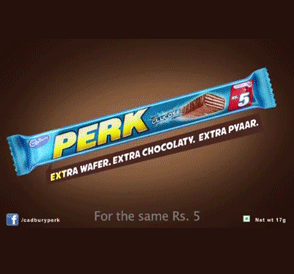 Cadbury
PERK
RS. 5
EXTRA WAFER. EXTRA CHOCOLATY. EXTRA PYAAR.
For the same Rs. 5
f /cadburyperk
Net wt 17g